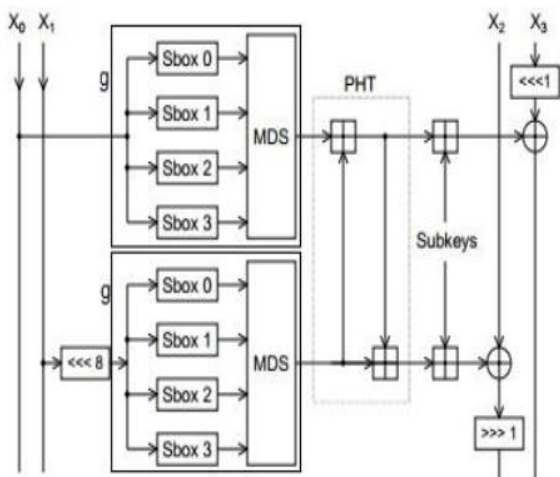 X0 X1 X2 X3
g
Sbox 0
Sbox 1
Sbox 2
Sbox 3
MDS
PHT
<<<1
Subkeys
g
<<< 8
Sbox 0
Sbox 1
Sbox 2
Sbox 3
MDS
>>> 1